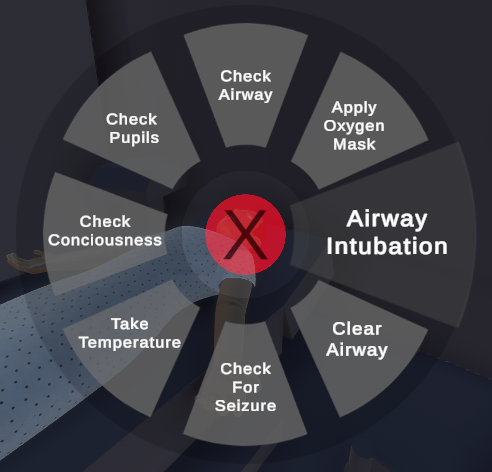 Check
Airway
Apply
Oxygen
Mask
Airway
Intubation
Clear
Airway
Check
For
Seizure
Take
Temperature
Check
Conciousness
Check
Pupils
X